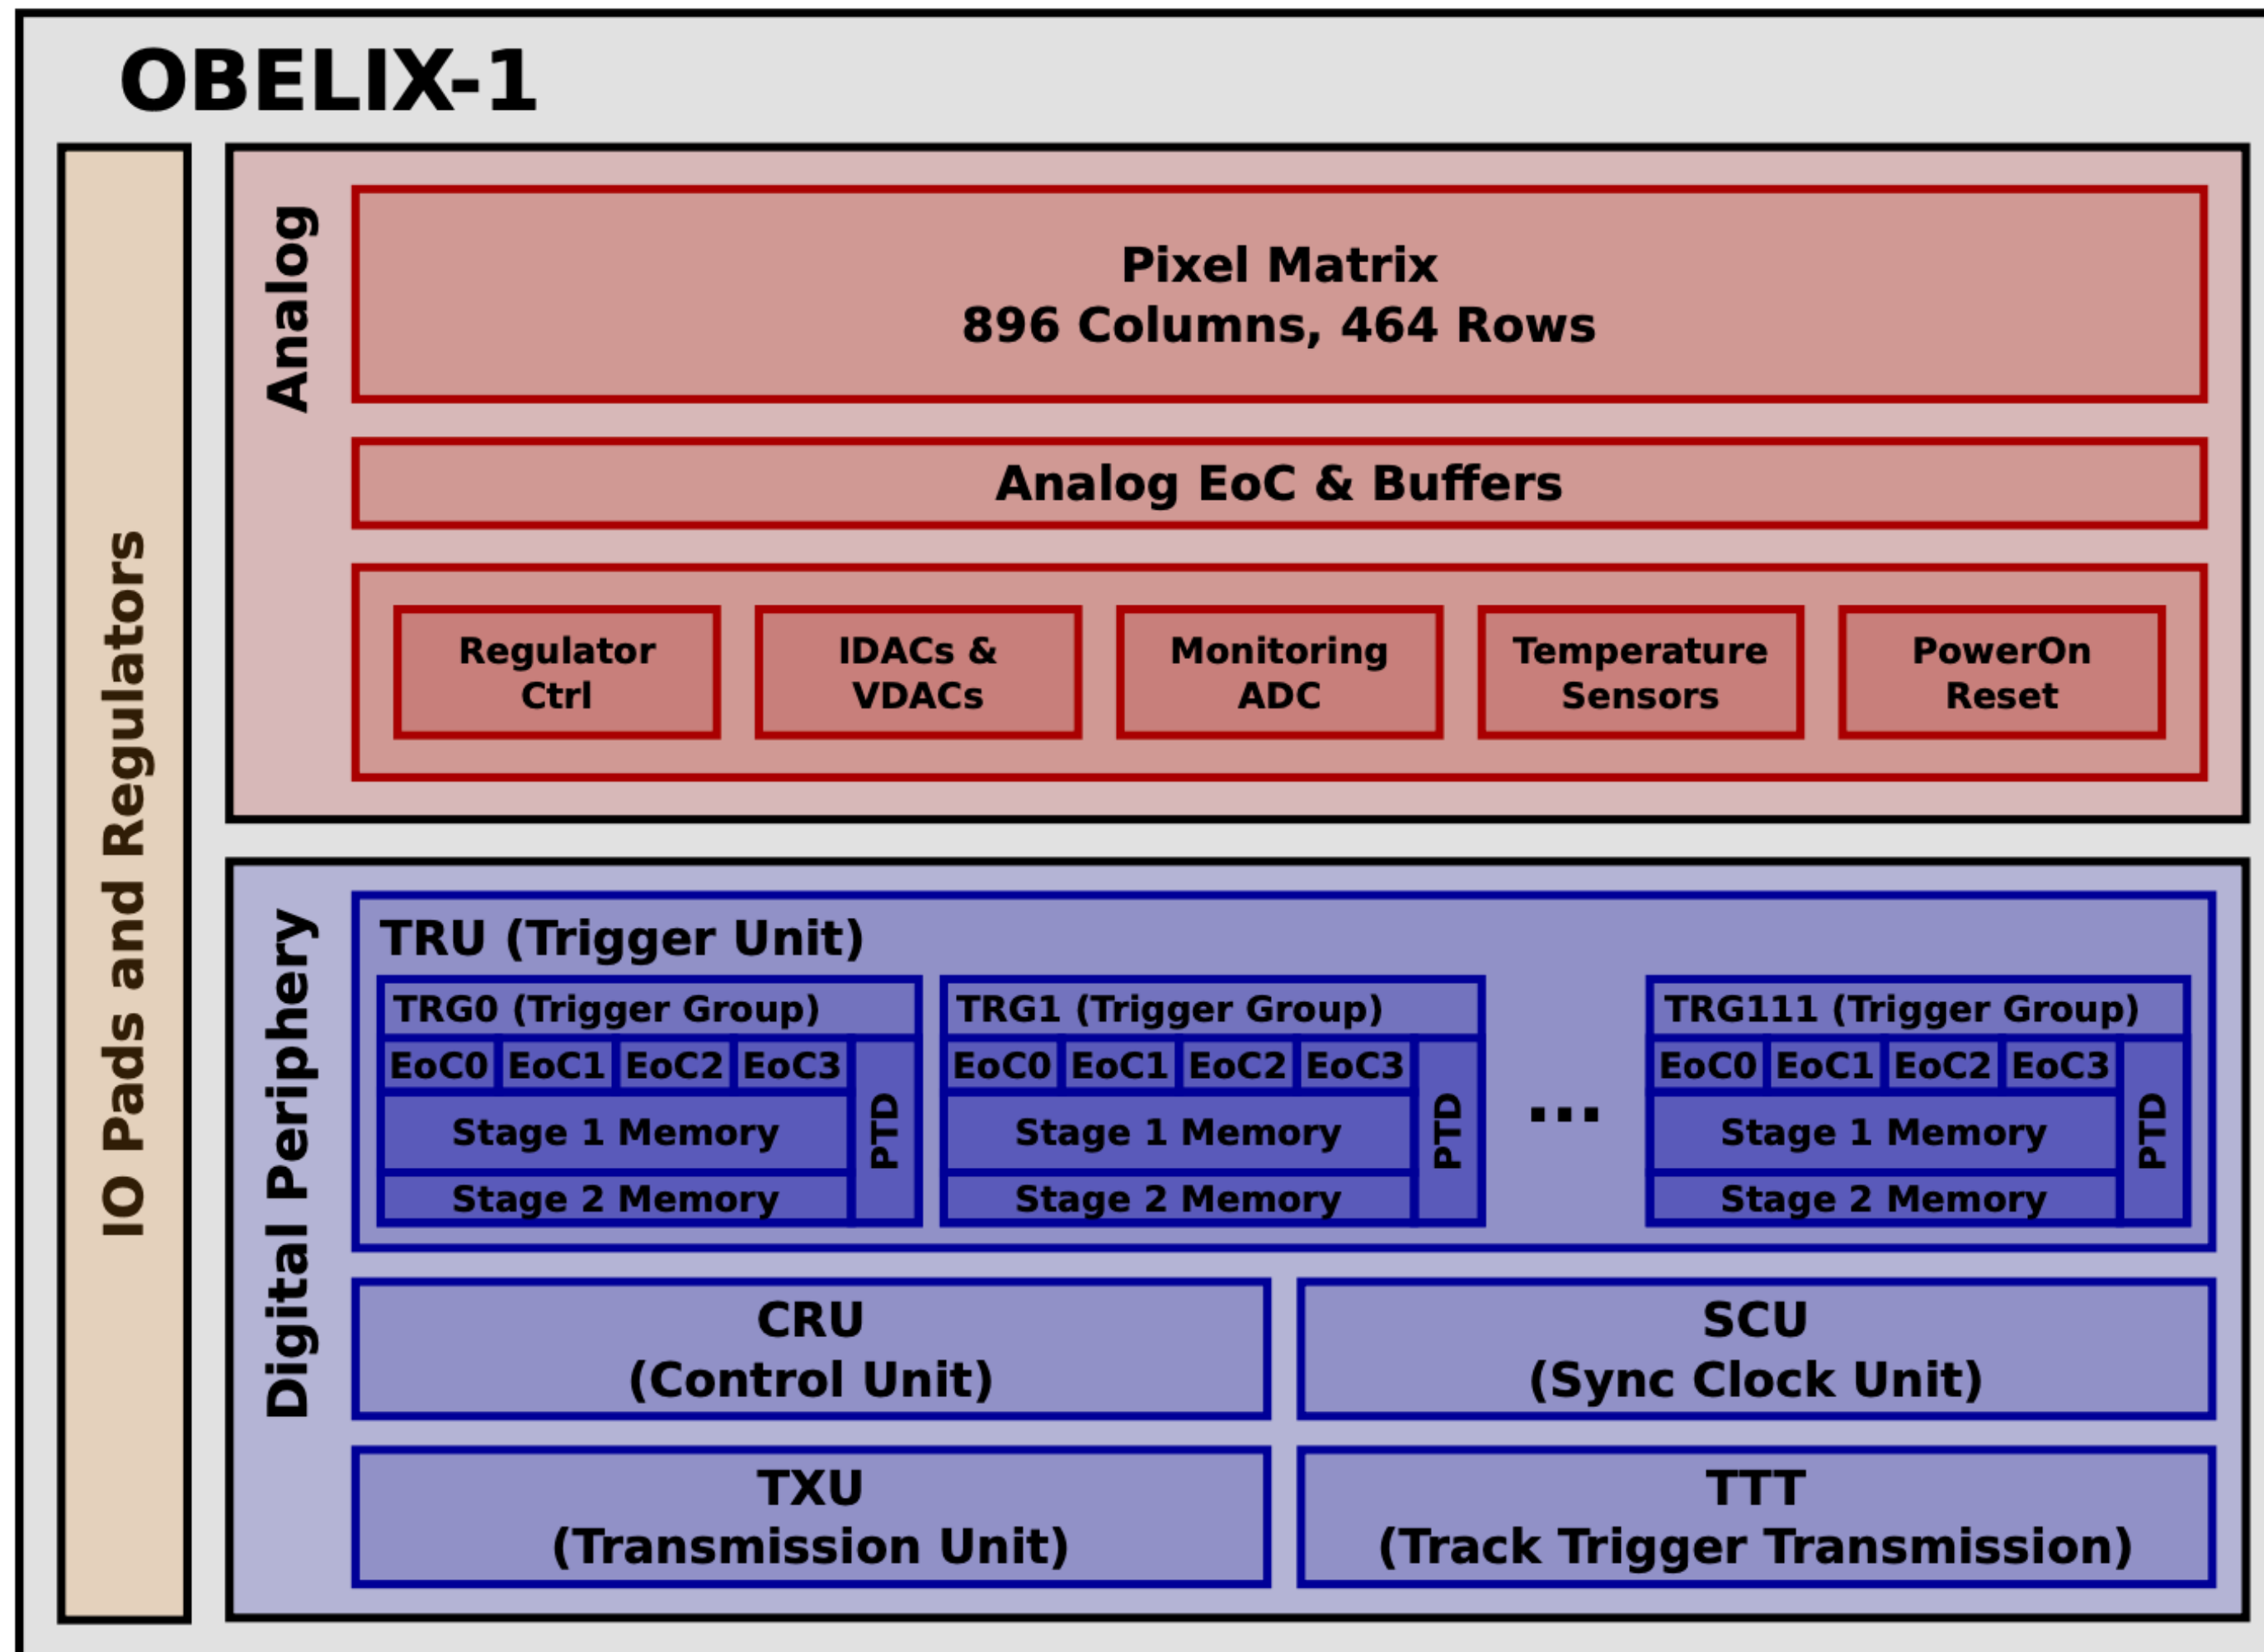 OBELIX-1
IO Pads and Regulators
Analog
Pixel Matrix
896 Columns, 464 Rows
Analog EoC & Buffers
Regulator
Ctrl
IDACs &
VDACs
Monitoring
ADC
Temperature
Sensors
PowerOn
Reset
Digital Periphery
TRU (Trigger Unit)
TRG0 (Trigger Group)
EoC0 EoC1 EoC2 EoC3
Stage 1 Memory
Stage 2 Memory
PTD
TRG1 (Trigger Group)
EoC0 EoC1 EoC2 EoC3
Stage 1 Memory
Stage 2 Memory
PTD
...
TRG111 (Trigger Group)
EoC0 EoC1 EoC2 EoC3
Stage 1 Memory
Stage 2 Memory
PTD
CRU
(Control Unit)
SCU
(Sync Clock Unit)
TXU
(Transmission Unit)
TTT
(Track Trigger Transmission)